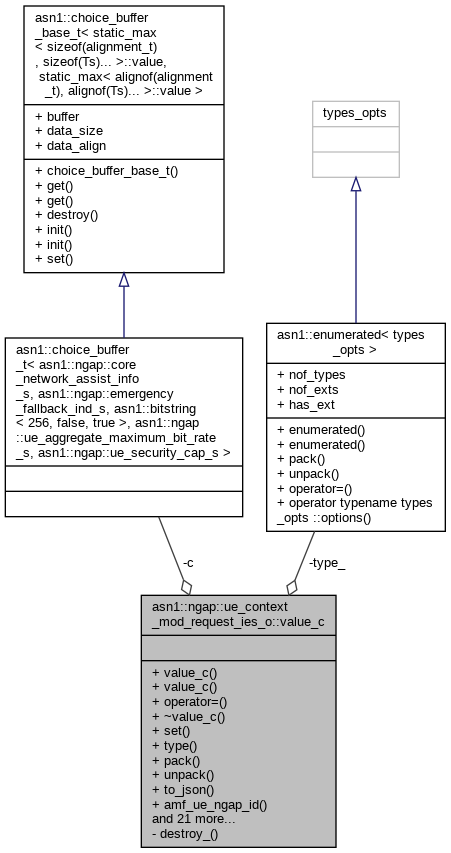 asn1::choice_buffer
_base_t< static_max
< sizeof(alignment_t)
, sizeof(Ts)... >::value,
static_max< alignof(alignment
_t), alignof(Ts)... >::value >
+ buffer
+ data_size
+ data_align
+ choice_buffer_base_t()
+ get()
+ get()
+ destroy()
+ init()
+ init()
+ set()
types_opts
asn1::choice_buffer
_t< asn1::ngap::core
_network_assist_info
_s, asn1::ngap::emergency
_fallback_ind_s, asn1::bitstring
< 256, false, true >, asn1::ngap
::ue_aggregate_maximum_bit_rate
_s, asn1::ngap::ue_security_cap_s >
asn1::enumerated< types
_opts >
+ nof_types
+ nof_exts
+ has_ext
+ enumerated()
+ enumerated()
+ pack()
+ unpack()
+ operator=()
+ operator typename types
_opts ::options()
-c
-type_
asn1::ngap::ue_context
_mod_request_ies_o::value_c
+ value_c()
+ value_c()
+ operator=()
+ ~value_c()
+ set()
+ type()
+ pack()
+ unpack()
+ to_json()
+ amf_ue_ngap_id()
and 21 more...
- destroy_()